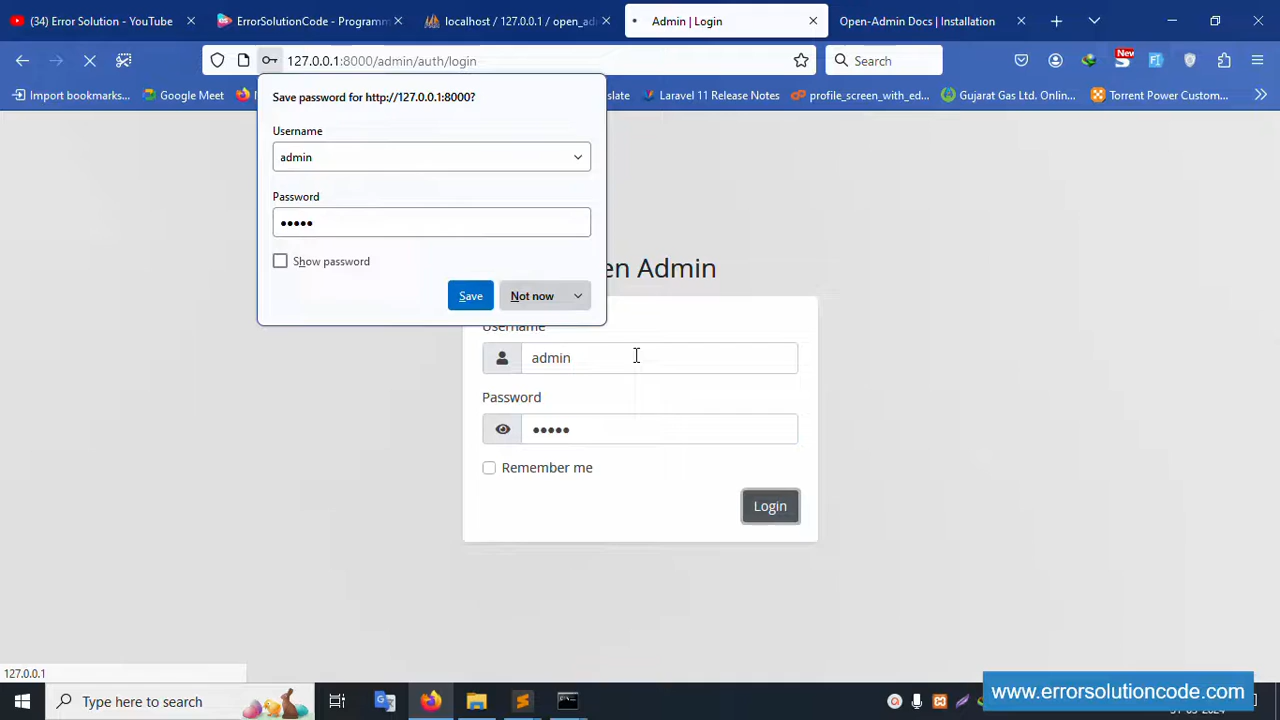 (34) Error Solution - YouTube
ErrorSolutionCode - Programm
localhost / 127.0.0.1 / open_adm
Admin | Login
Open-Admin Docs | Installation
127.0.0.1:8000/admin/auth/login
Search
New
Import bookmarks...
Google Meet
late
Laravel 11 Release Notes
profile_screen_with_ed...
Gujarat Gas Ltd. Onlin...
Torrent Power Custom...
Save password for http://127.0.0.1:8000?
Username
admin
Password
Show password
Save
Not now
en Admin
Username
admin
Password
Remember me
Login
127.0.0.1
Type here to search
www.errorsolutioncode.com